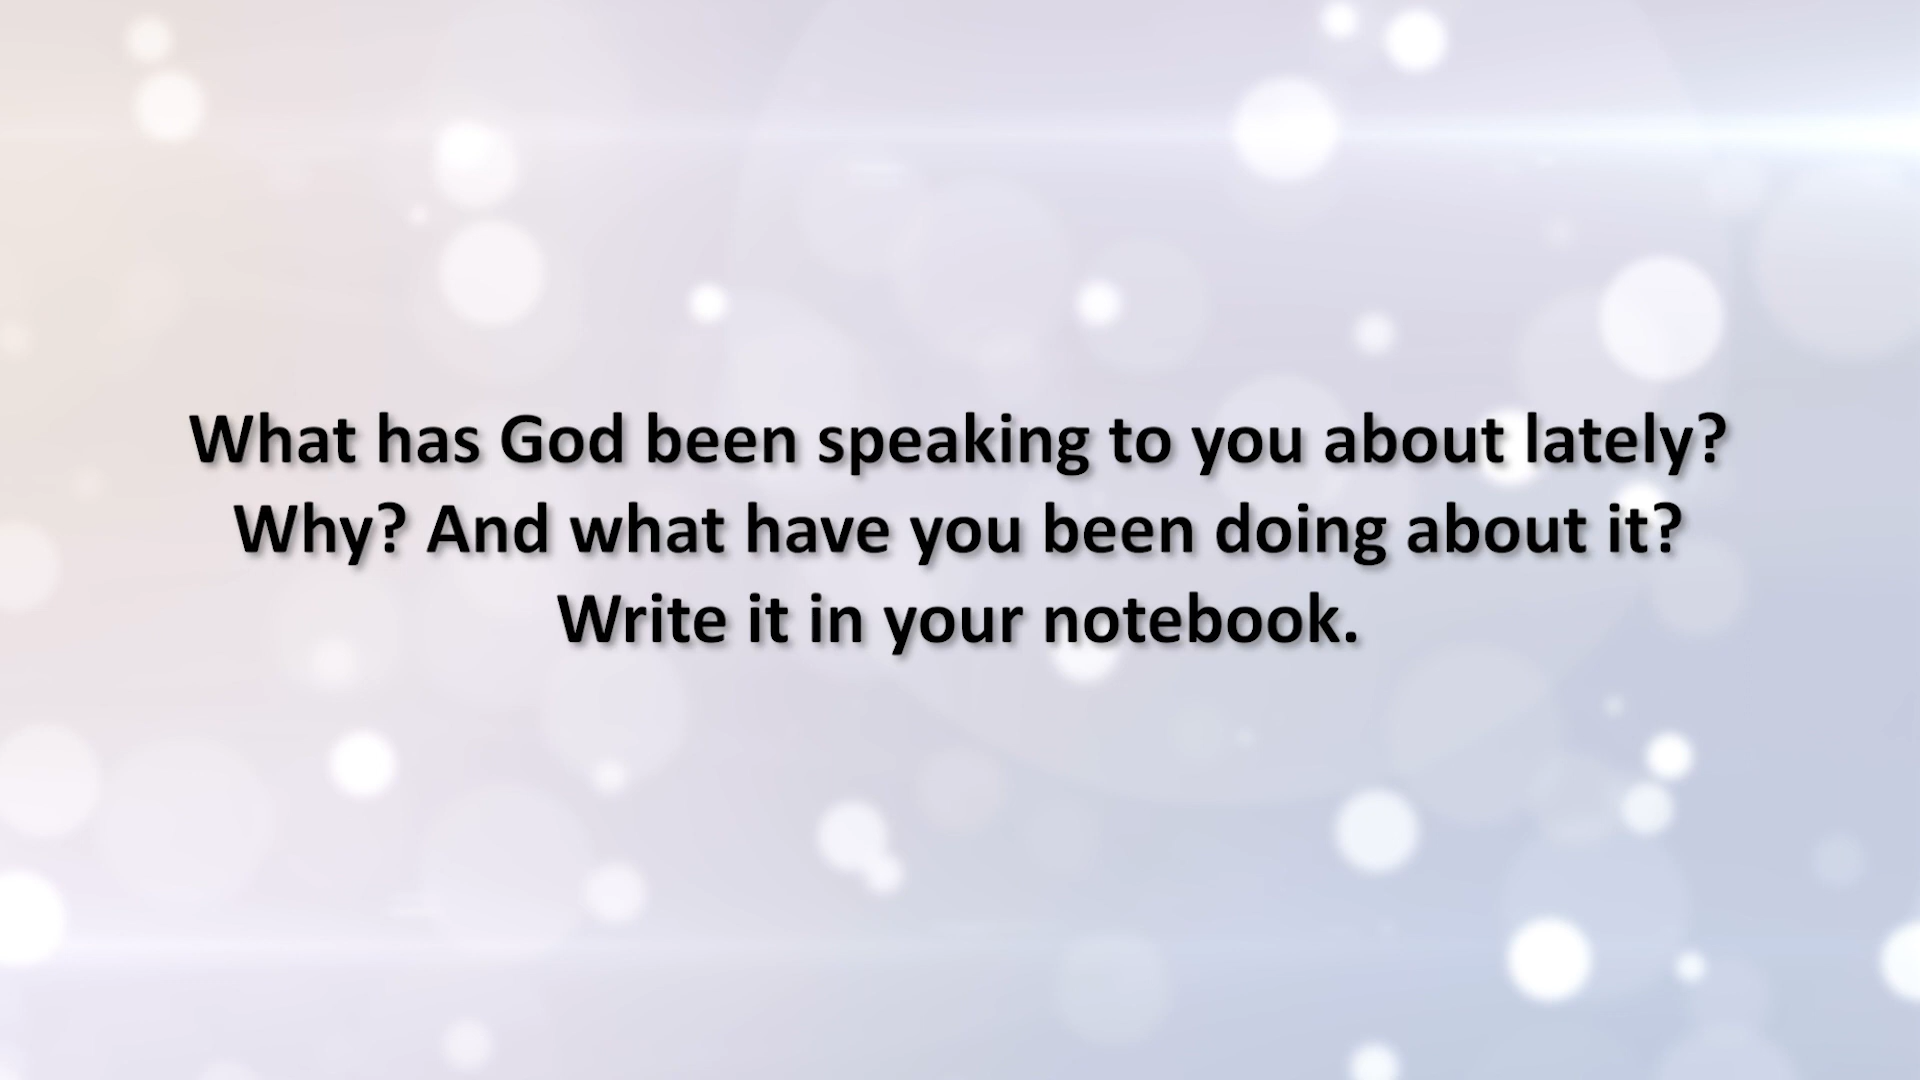 What has God been speaking to you about lately?
Why? And what have you been doing about it?
Write it in your notebook.